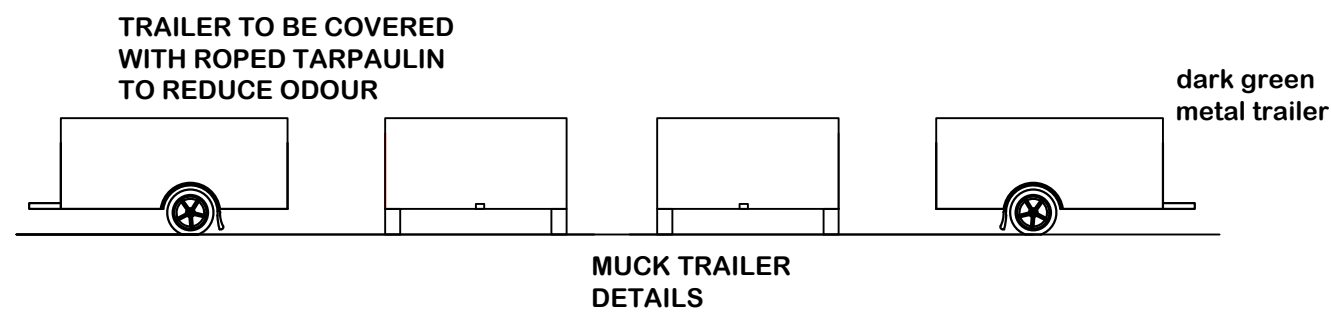 TRAILER TO BE COVERED
WITH ROPED TARPAULIN
TO REDUCE ODOUR
dark green
metal trailer
MUCK TRAILER
DETAILS